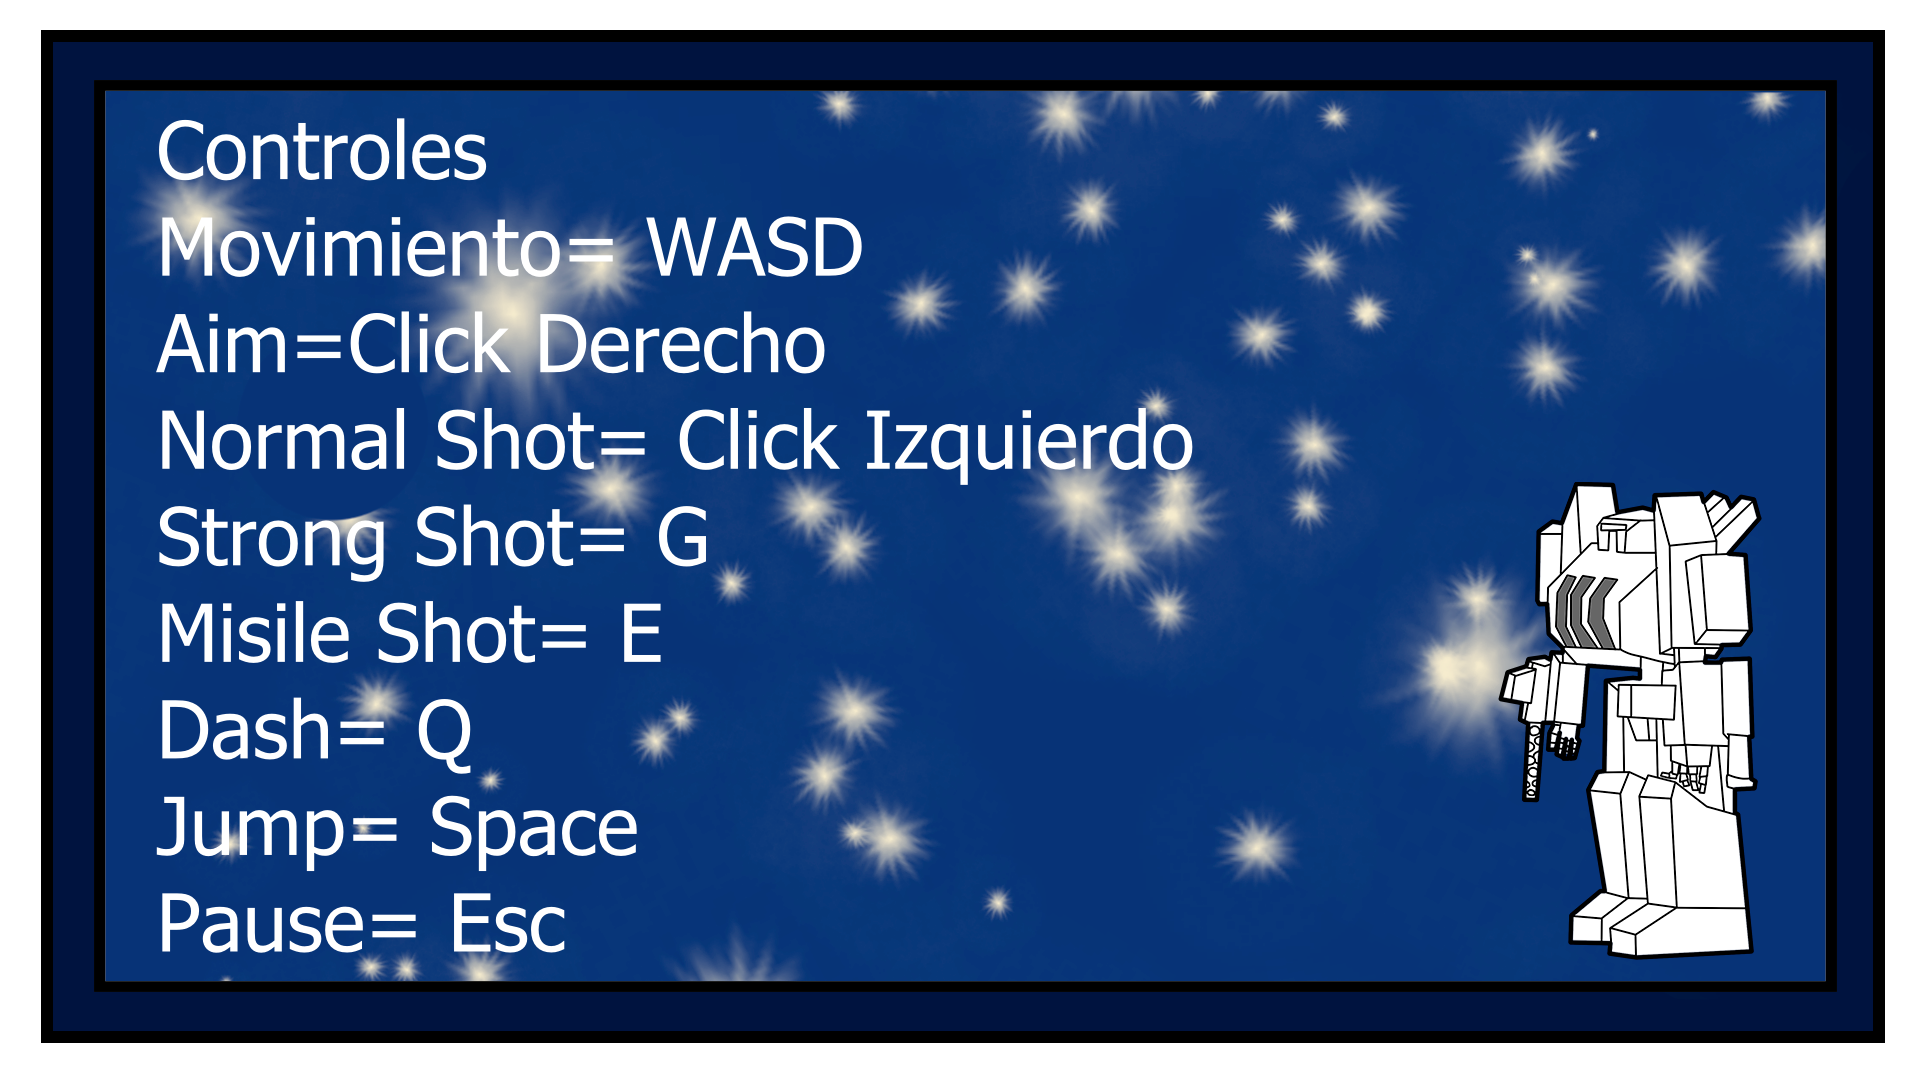 Controles
Movimiento= WASD
Aim=Click Derecho
Normal Shot= Click Izquierdo
Strong Shot= G
Misile Shot= E
Dash= Q
Jump= Space
Pause= Esc